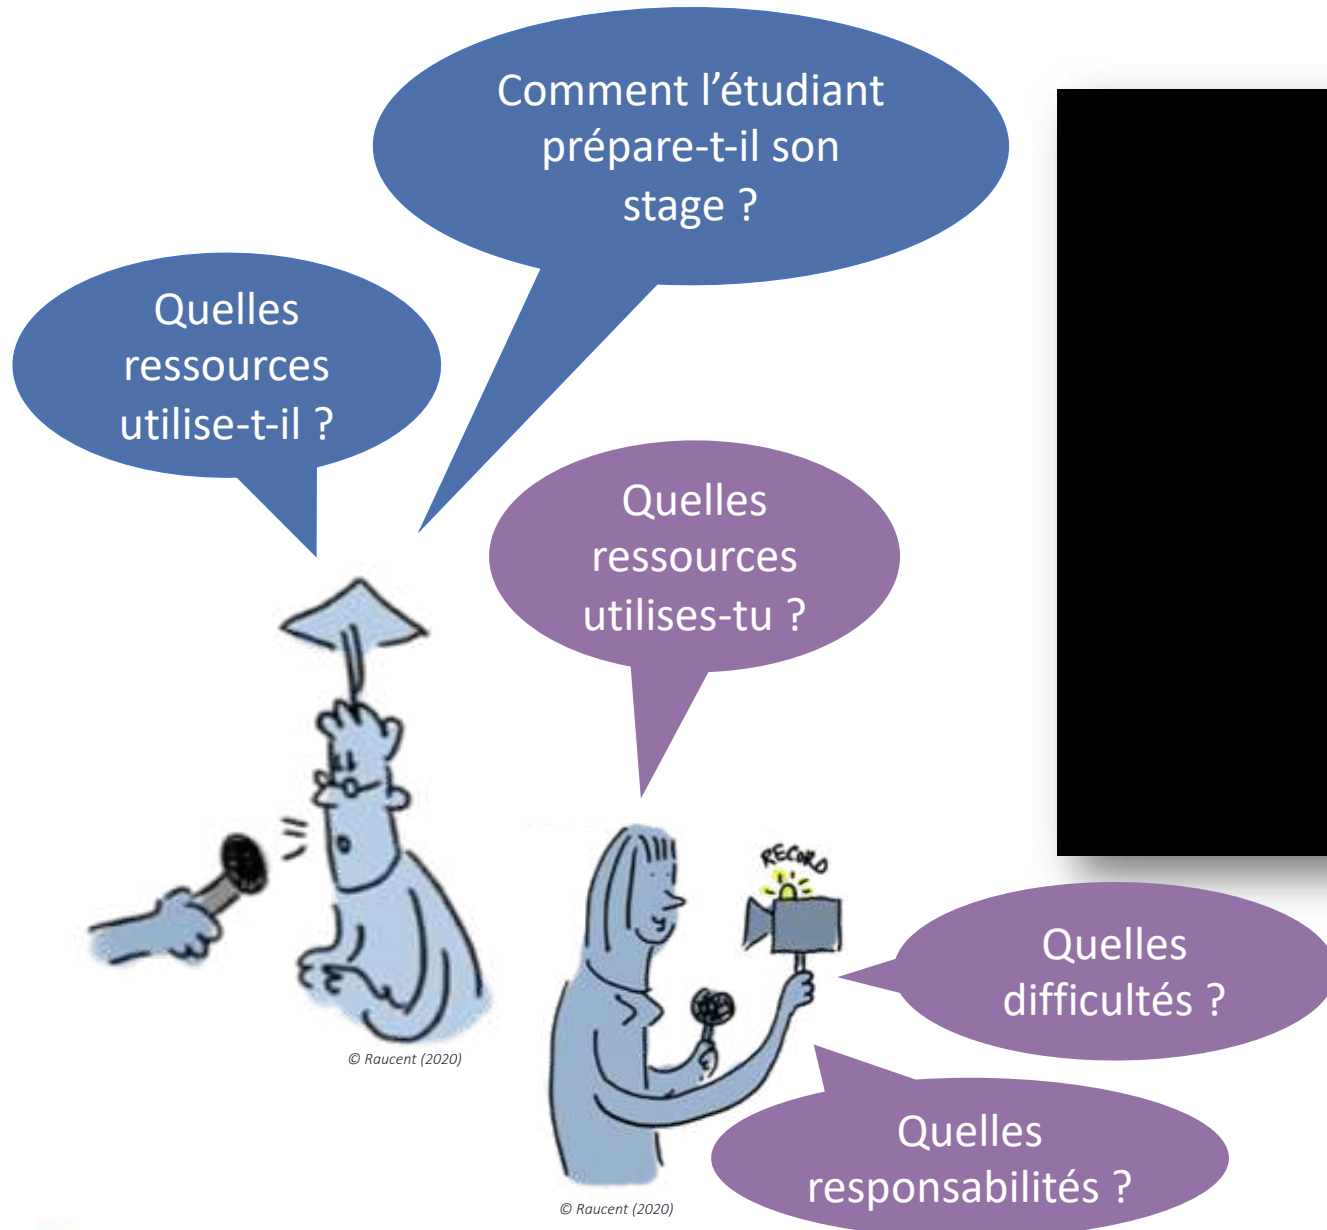 Comment l’étudiant
prépare-t-il son
stage ?
Quelles
ressources
utilise-t-il ?
Quelles
ressources
utilises-tu ?
RECORD
Quelles
difficultés ?
© Raucent (2020)
Quelles
responsabilités ?
© Raucent (2020)